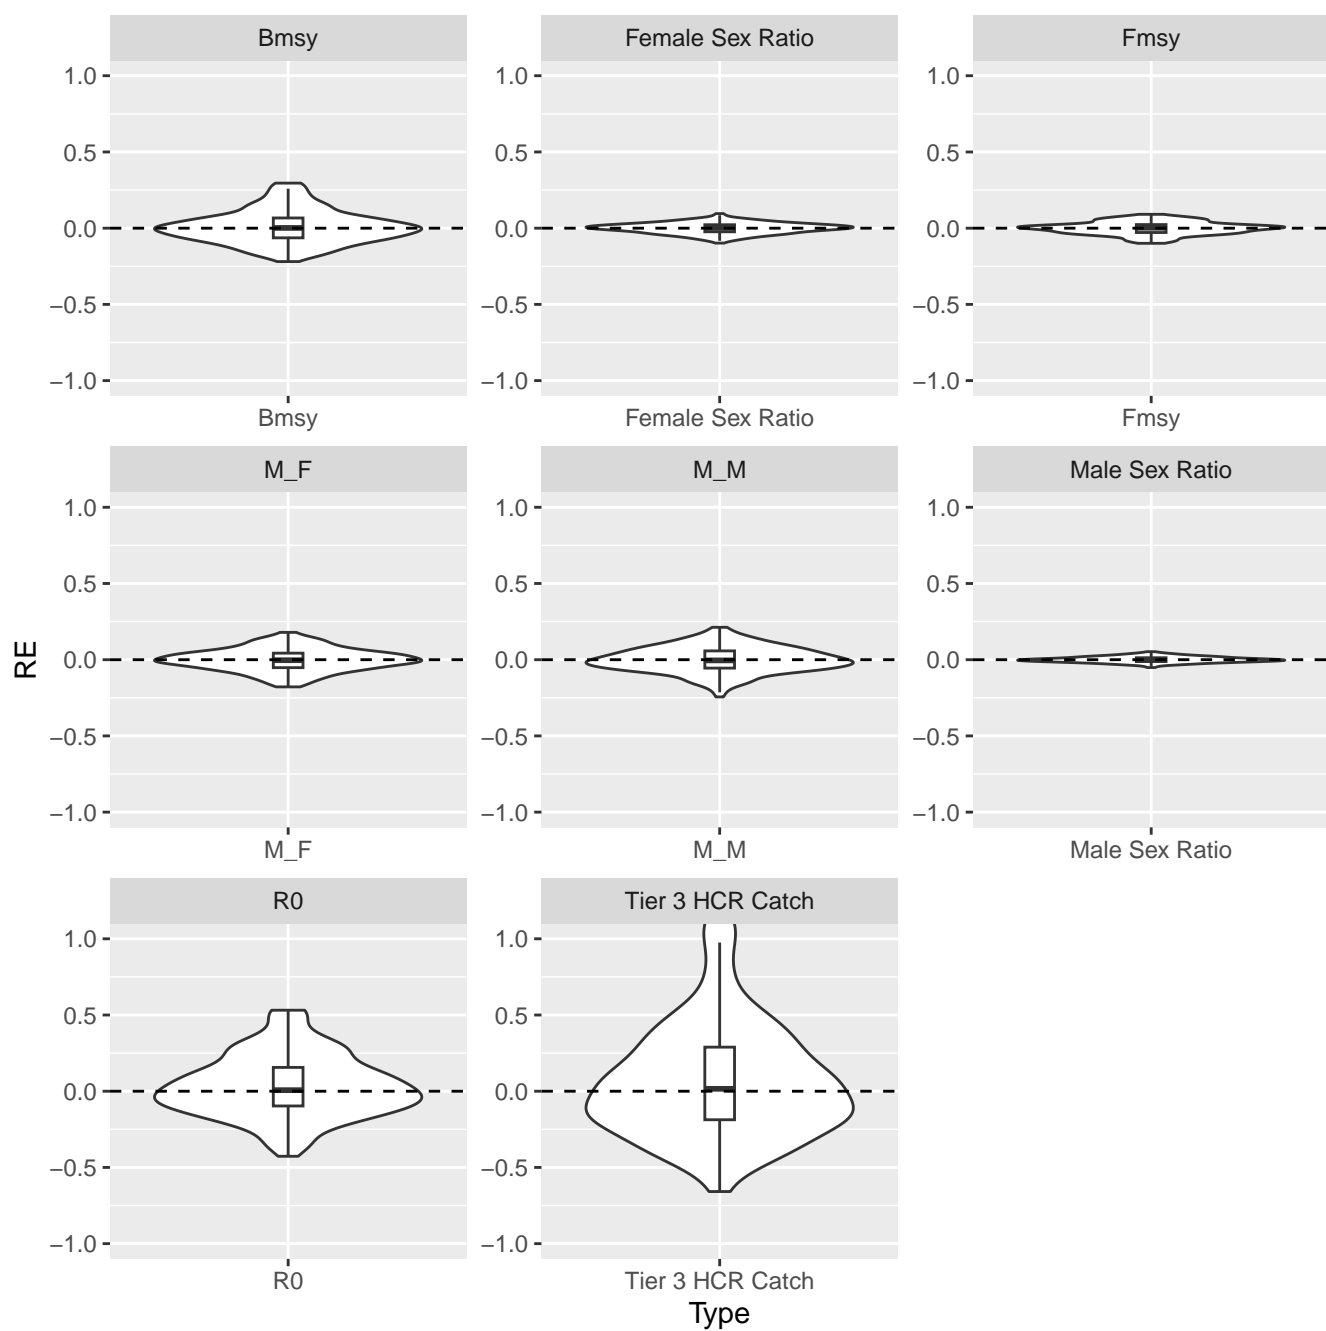 Bmsy Female Sex Ratio Fmsy
1.0 1.0 1.0
0.5 0.5 0.5
0.0 0.0 0.0
−0.5 −0.5 −0.5
−1.0 −1.0 −1.0
Bmsy Female Sex Ratio Fmsy
M_F M_M Male Sex Ratio
1.0 1.0 1.0
0.5 0.5 0.5
RE
0.0 0.0 0.0
−0.5 −0.5 −0.5
−1.0 −1.0 −1.0
M_F M_M Male Sex Ratio
R0 Tier 3 HCR Catch
1.0 1.0
0.5 0.5
0.0 0.0
−0.5 −0.5
−1.0 −1.0
R0 Tier 3 HCR Catch
Type